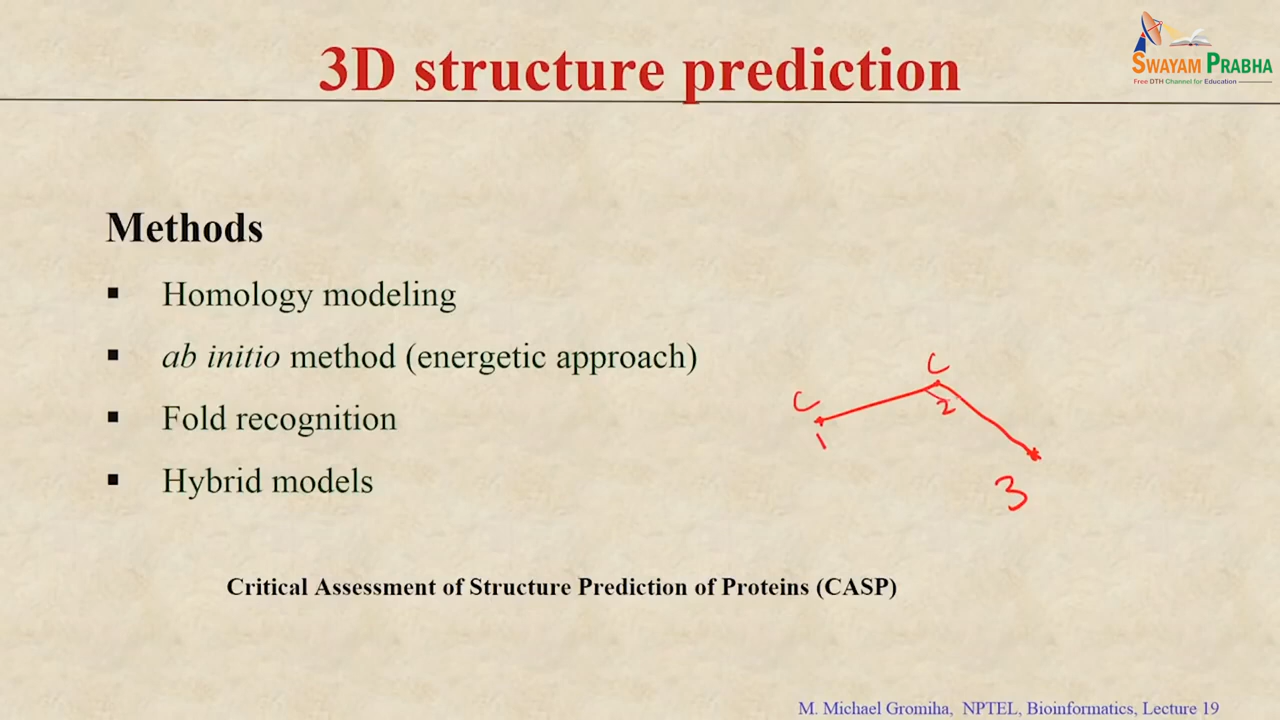 3D structure prediction
SWAYAM PRABHA
Free DTH Channel for Education
Methods
▪ Homology modeling
▪ ab initio method (energetic approach)
▪ Fold recognition
▪ Hybrid models
C
C
1
2
3
Critical Assessment of Structure Prediction of Proteins (CASP)
M. Michael Gromiha, NPTEL, Bioinformatics, Lecture 19